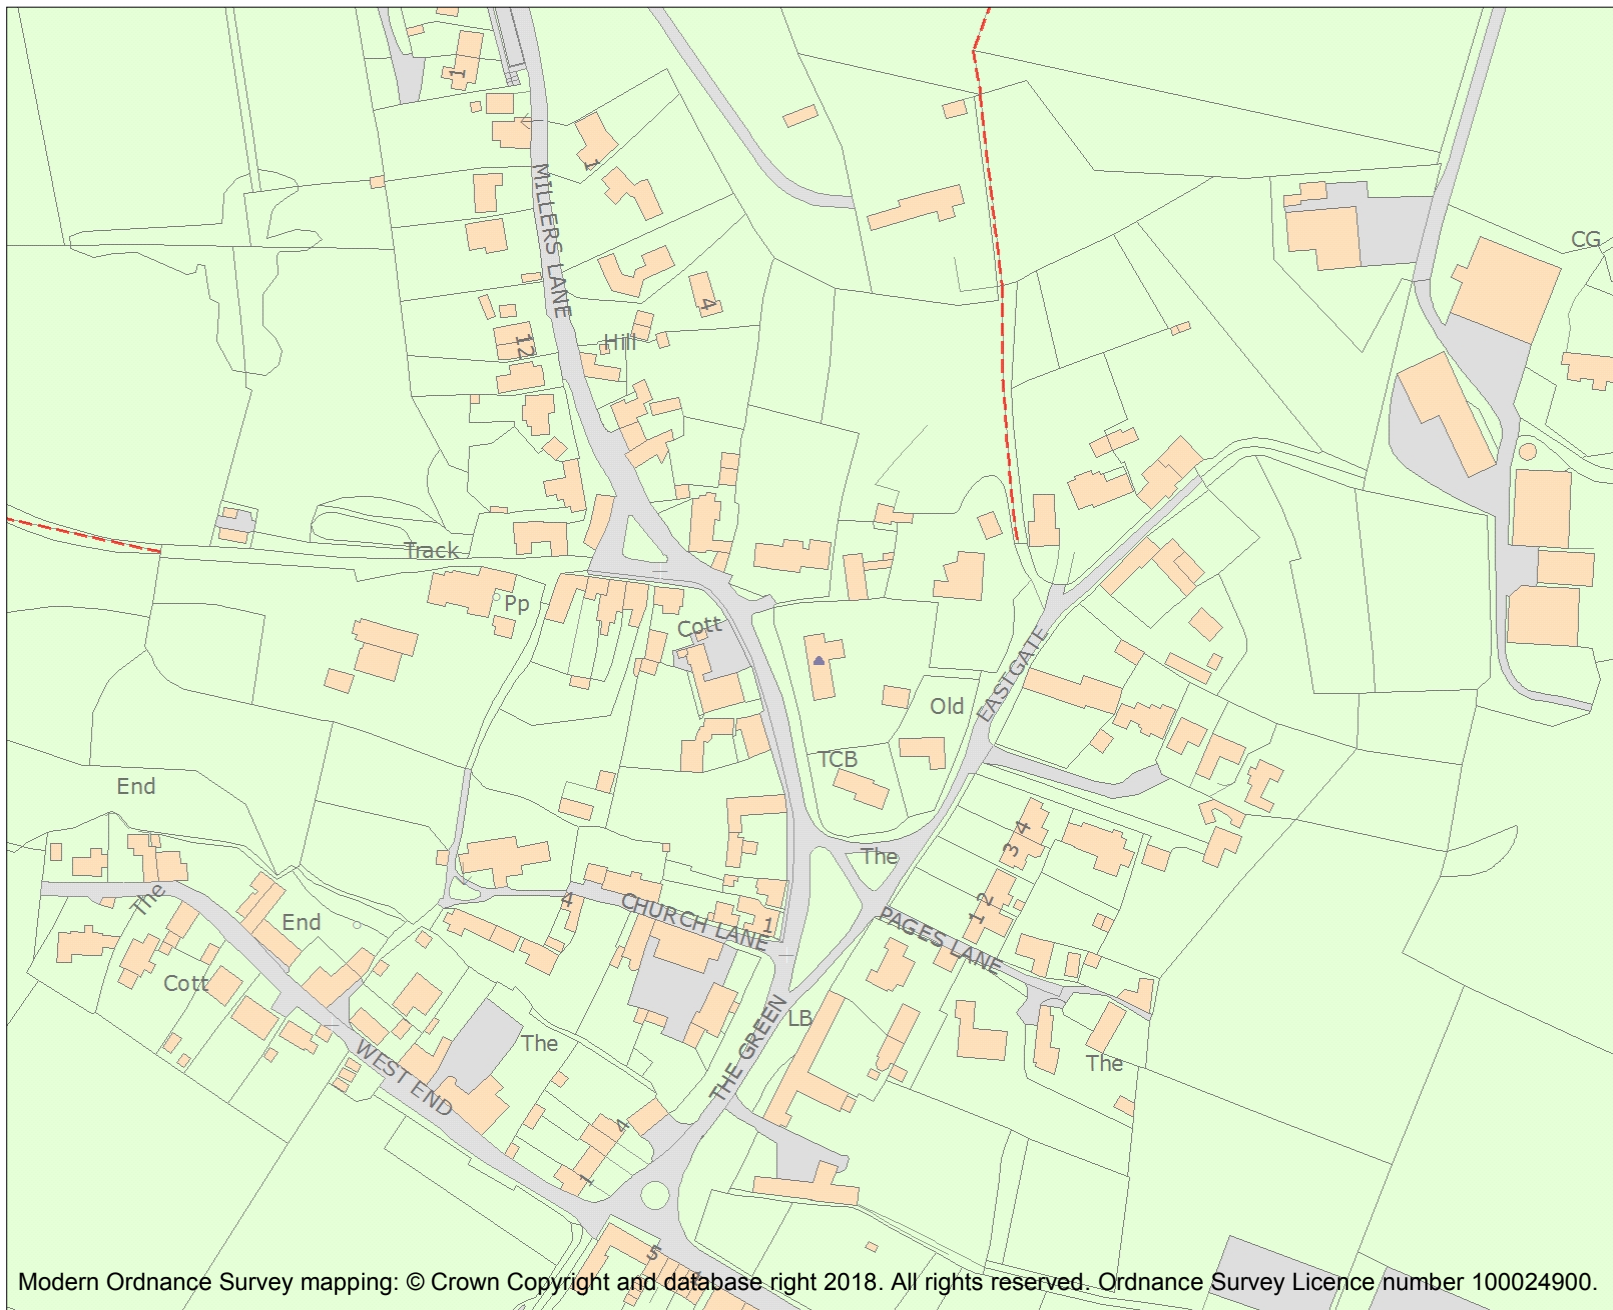 1
MILLERS LANE
1
CG
4
12
Hill
Track
Pp
Cott
EASTGATE
Old
TCB
End
The
3 4
The
End
4
CHURCH LANE
1
1 2
PAGES LANE
Cott
LB
The
THE GREEN
The
WEST END
4
1
5
Modern Ordnance Survey mapping: © Crown Copyright and database right 2018. All rights reserved. Ordnance Survey Licence number 100024900.